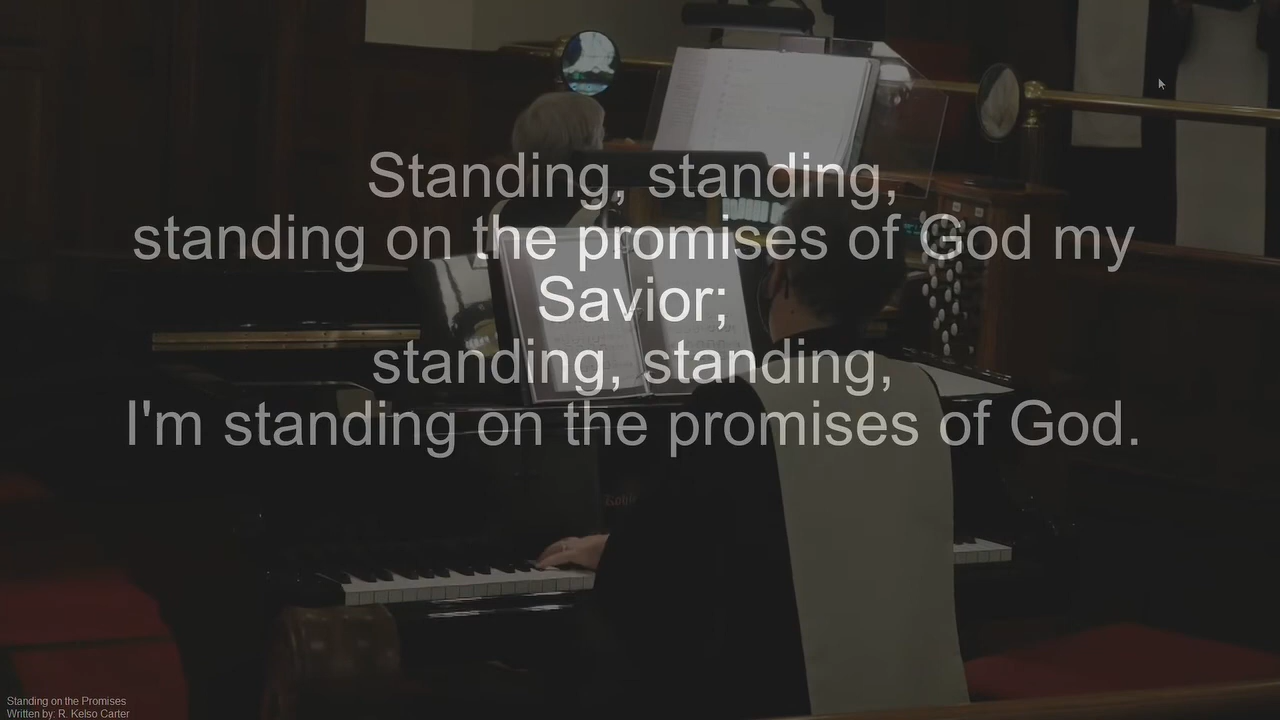 Standing, standing,
standing on the promises of God my
Savior;
standing, standing,
I'm standing on the promises of God.
Standing on the Promises
Written by: R. Kelso Carter